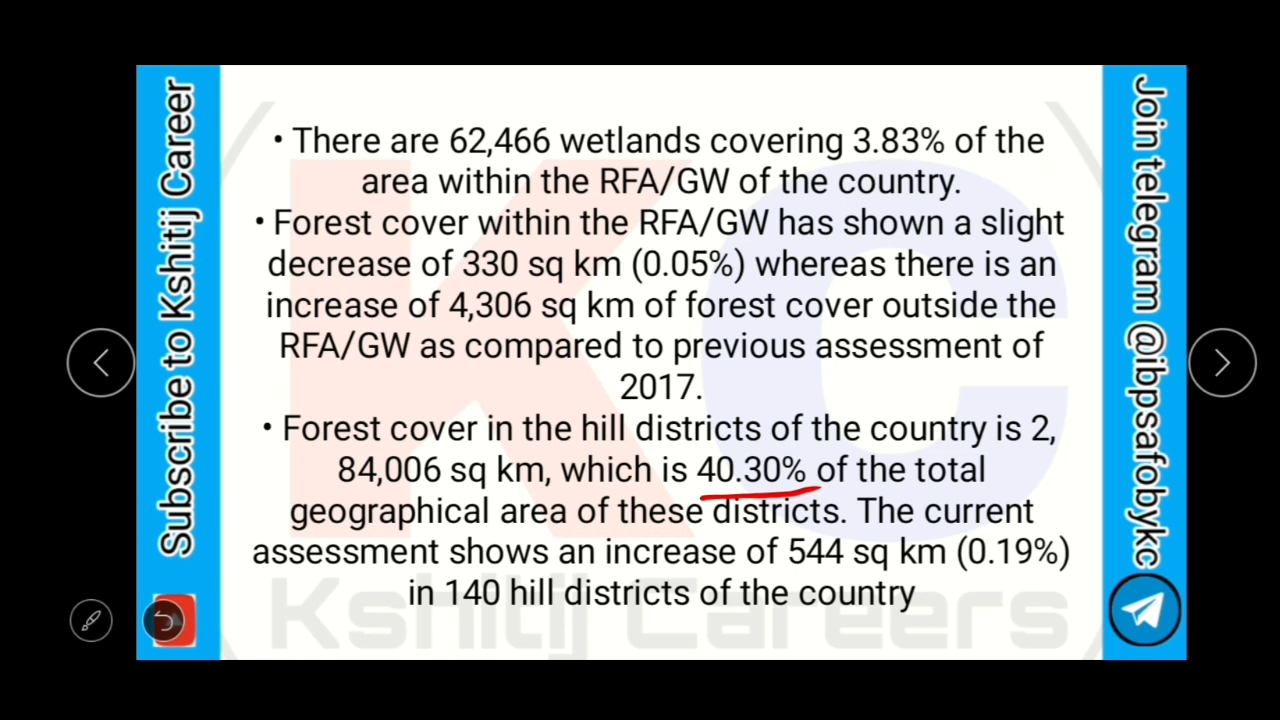 Subscribe to Kshitij Career
• There are 62,466 wetlands covering 3.83% of the
area within the RFA/GW of the country.
• Forest cover within the RFA/GW has shown a slight
decrease of 330 sq km (0.05%) whereas there is an
increase of 4,306 sq km of forest cover outside the
RFA/GW as compared to previous assessment of
2017.
• Forest cover in the hill districts of the country is 2,
84,006 sq km, which is 40.30% of the total
geographical area of these districts. The current
assessment shows an increase of 544 sq km (0.19%)
in 140 hill districts of the country
KC
Kshitij Careers
Join telegram @ibpsafobykc